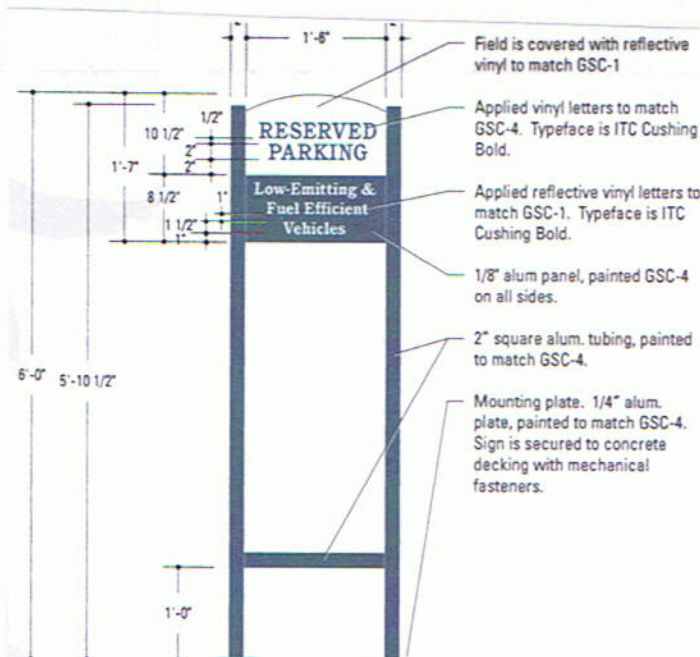 1'-6"
Field is covered with reflective
vinyl to match GSC-1
Applied vinyl letters to match
GSC-4. Typeface is ITC Cushing
Bold.
Applied reflective vinyl letters to
match GSC-1. Typeface is ITC
Cushing Bold.
1/8" alum panel, painted GSC-4
on all sides.
2" square alum. tubing, painted
to match GSC-4.
Mounting plate. 1/4" alum.
plate, painted to match GSC-4.
Sign is secured to concrete
decking with mechanical
fasteners.
RESERVED
PARKING
Low-Emitting &
Fuel Efficient
Vehicles
1/2"
10 1/2"
2"
2"
1'-7"
8 1/2"
1"
1 1/2"
1"
6'-0"
5'-10 1/2"
1'-0"